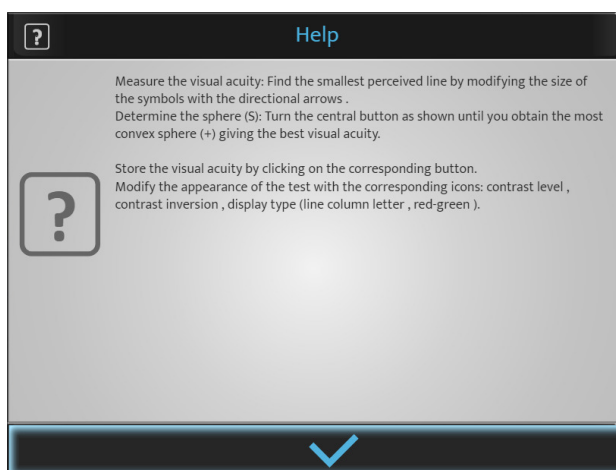 ?
Help
Measure the visual acuity: Find the smallest perceived line by modifying the size of
the symbols with the directional arrows .
Determine the sphere (S): Turn the central button as shown until you obtain the most
convex sphere (+) giving the best visual acuity.
Store the visual acuity by clicking on the corresponding button.
Modify the appearance of the test with the corresponding icons: contrast level ,
contrast inversion , display type (line column letter , red-green ).
?